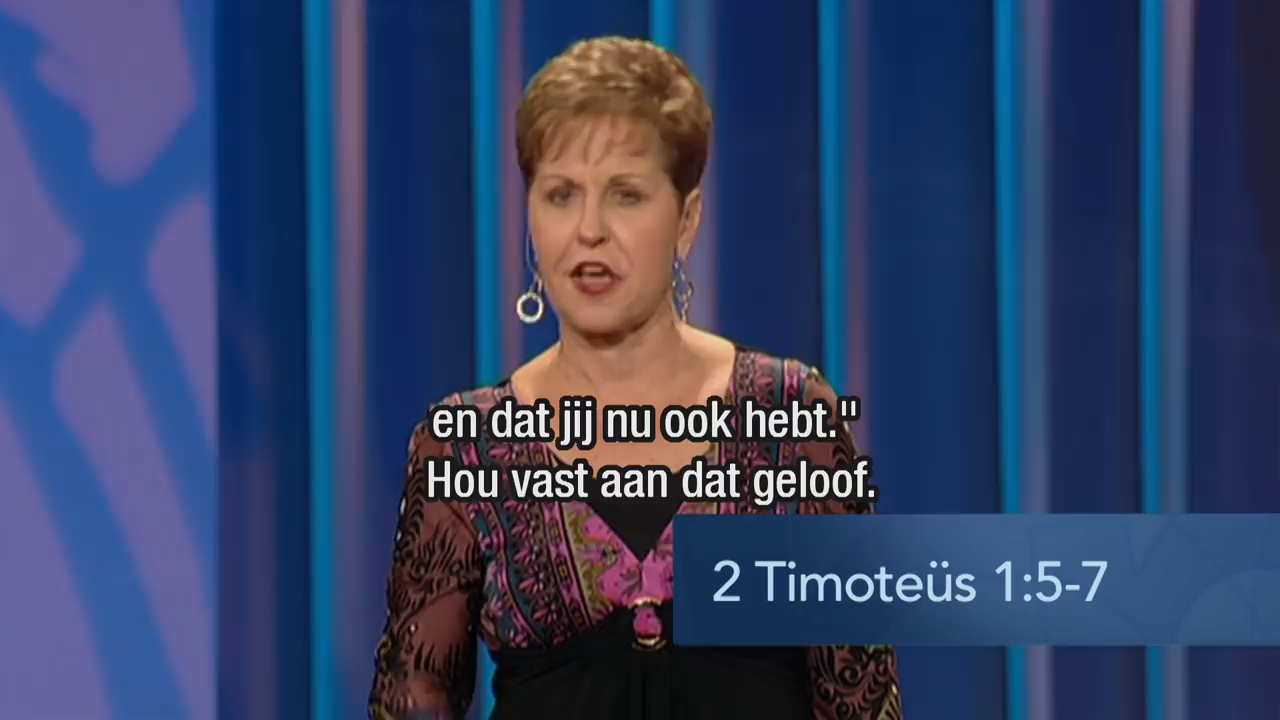 en dat jij nu ook hebt."
Hou vast aan dat geloof.
2 Timoteüs 1:5-7